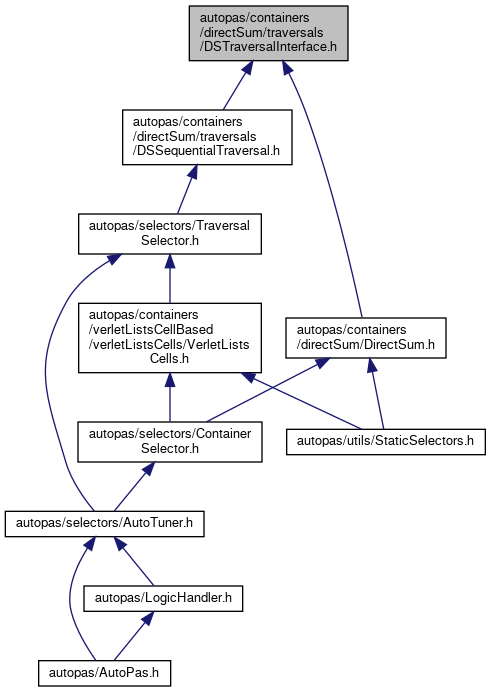 autopas/containers
/directSum/traversals
/DSTraversalInterface.h
autopas/containers
/directSum/traversals
/DSSequentialTraversal.h
autopas/selectors/Traversal
Selector.h
autopas/containers
/verletListsCellBased
/verletListsCells/VerletLists
Cells.h
autopas/containers
/directSum/DirectSum.h
autopas/selectors/Container
Selector.h
autopas/utils/StaticSelectors.h
autopas/selectors/AutoTuner.h
autopas/LogicHandler.h
autopas/AutoPas.h